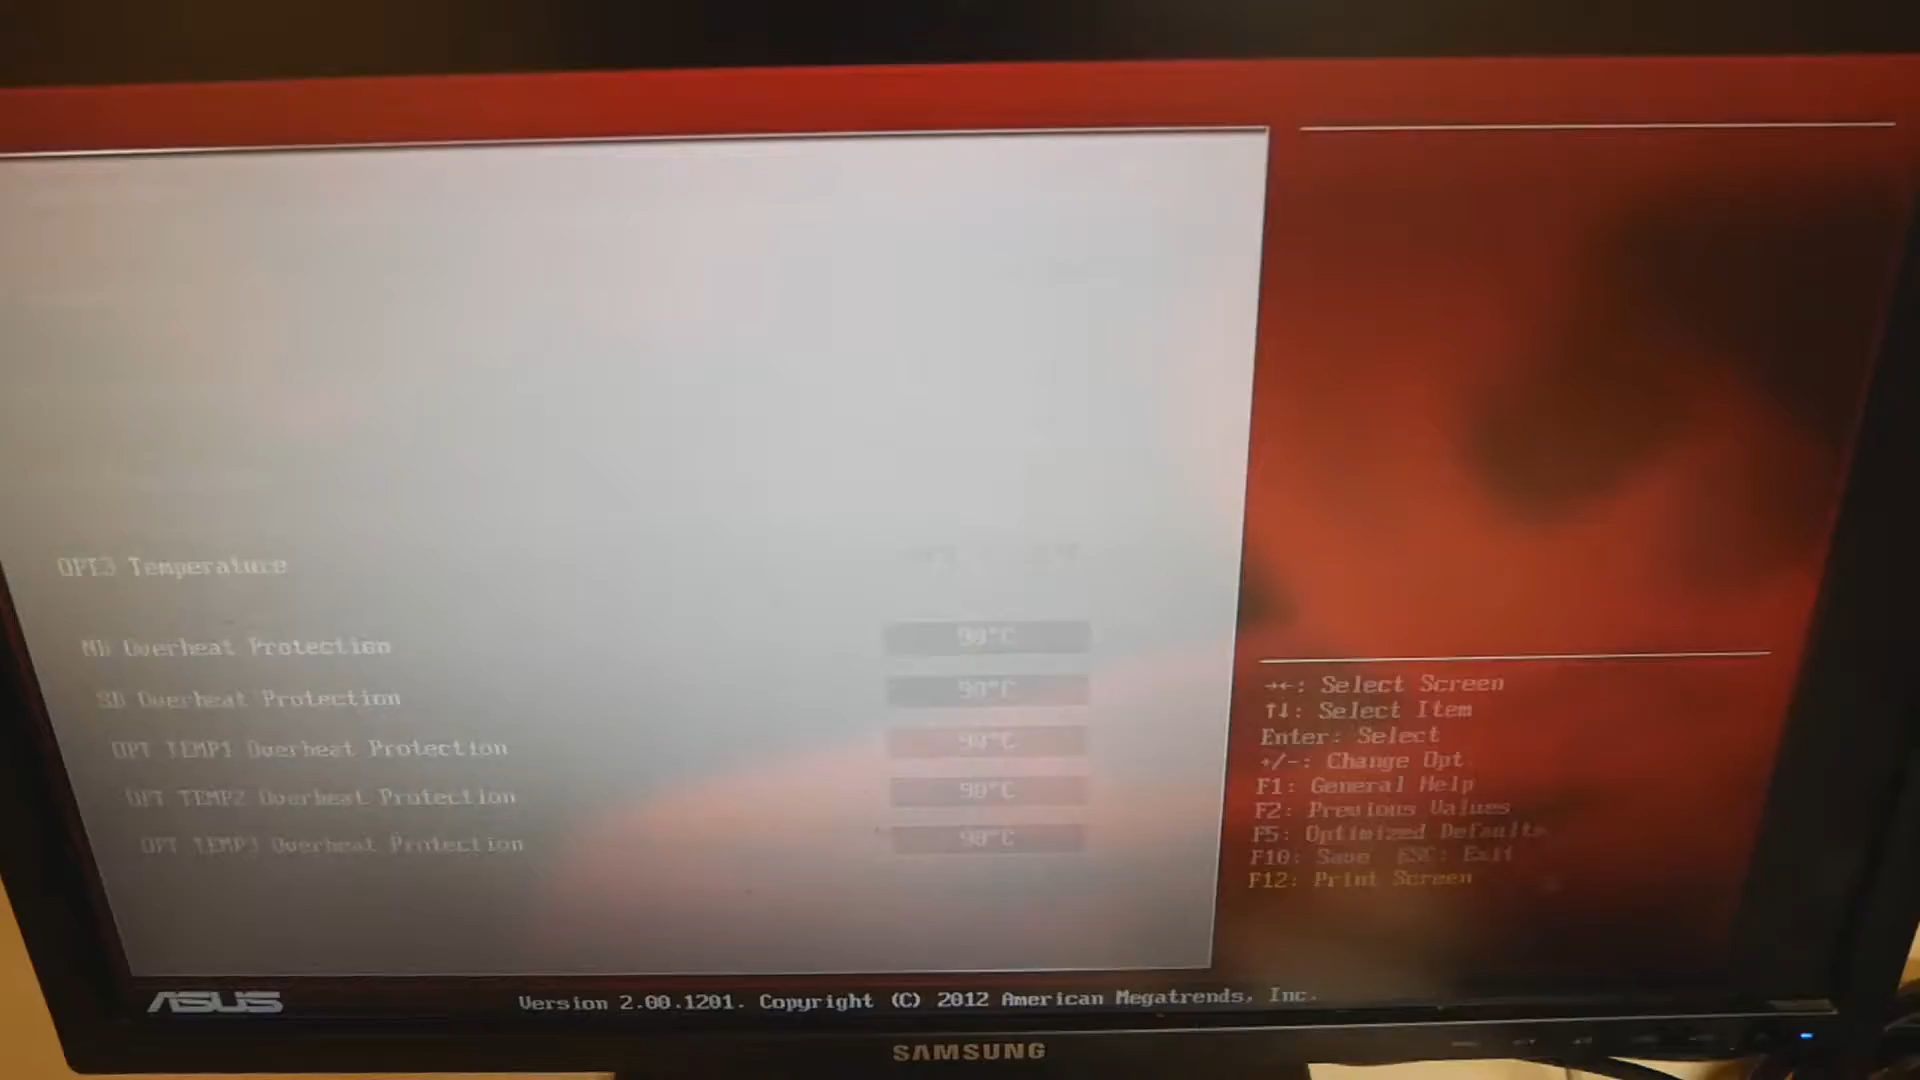 OPT3 Temperature
NB Overheat Protection 90°C
SB Overheat Protection 90°C
OPT TEMP1 Overheat Protection 90°C
OPT TEMP2 Overheat Protection 90°C
OPT TEMP3 Overheat Protection 90°C
→←: Select Screen
↑↓: Select Item
Enter: Select
+/-: Change Opt.
F1: General Help
F2: Previous Values
F5: Optimized Defaults
F10: Save ESC: Exit
F12: Print Screen
ASUS
Version 2.00.1201. Copyright (C) 2012 American Megatrends, Inc.
SAMSUNG